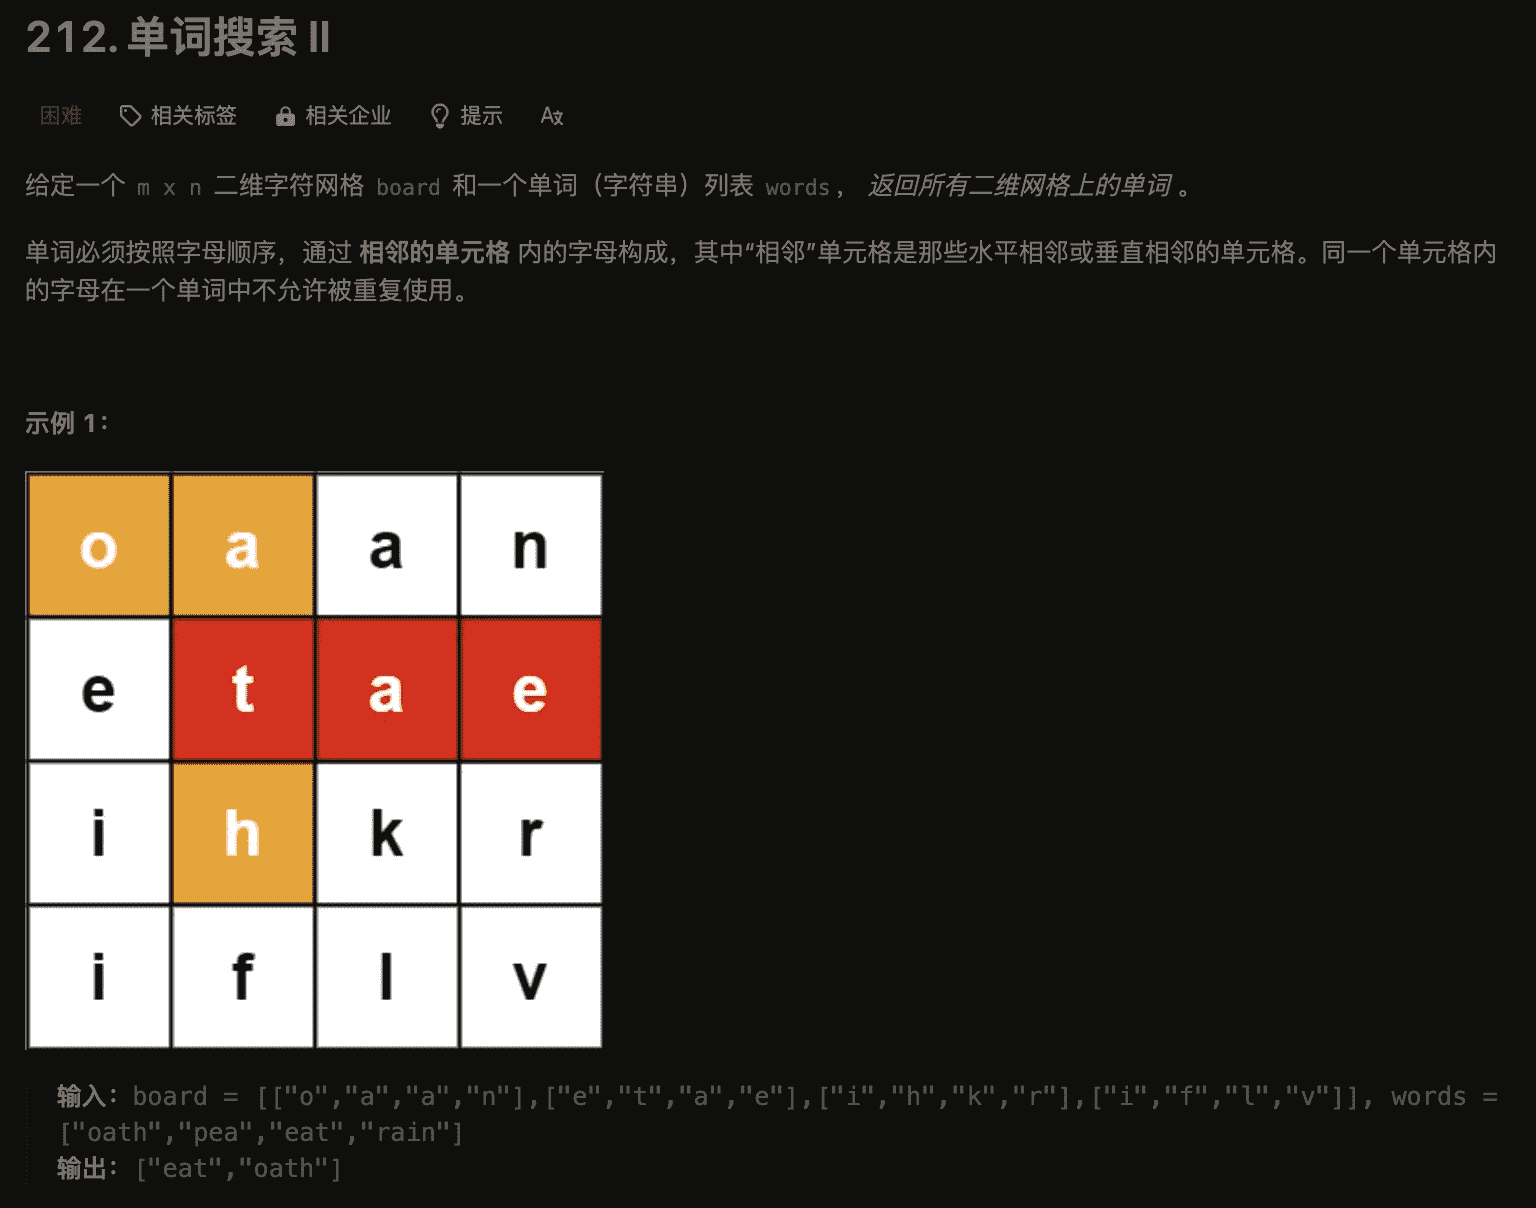 212. 单词搜索 II
困难 相关标签 相关企业 提示
给定一个 m x n 二维字符网格 board 和一个单词（字符串）列表 words， 返回所有二维网格上的单词 。
单词必须按照字母顺序，通过 相邻的单元格 内的字母构成，其中“相邻”单元格是那些水平相邻或垂直相邻的单元格。同一个单元格内
的字母在一个单词中不允许被重复使用。
示例 1：
o a a n
e t a e
i h k r
i f l v
输入：board = [["o","a","a","n"],["e","t","a","e"],["i","h","k","r"],["i","f","l","v"]], words =
["oath","pea","eat","rain"]
输出：["eat","oath"]